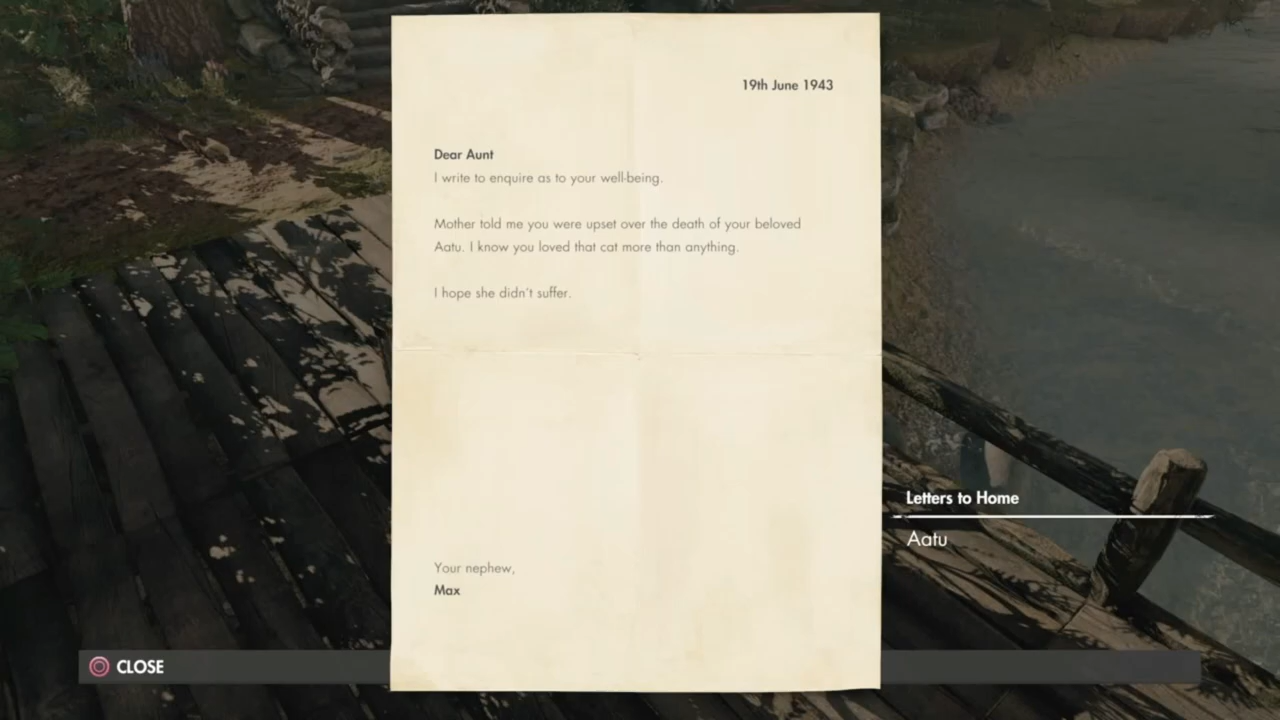 19th June 1943
Dear Aunt
I write to enquire as to your well-being.
Mother told me you were upset over the death of your beloved
Aatu. I know you loved that cat more than anything.
I hope she didn't suffer.
Your nephew,
Max
Letters to Home
Aatu
CLOSE